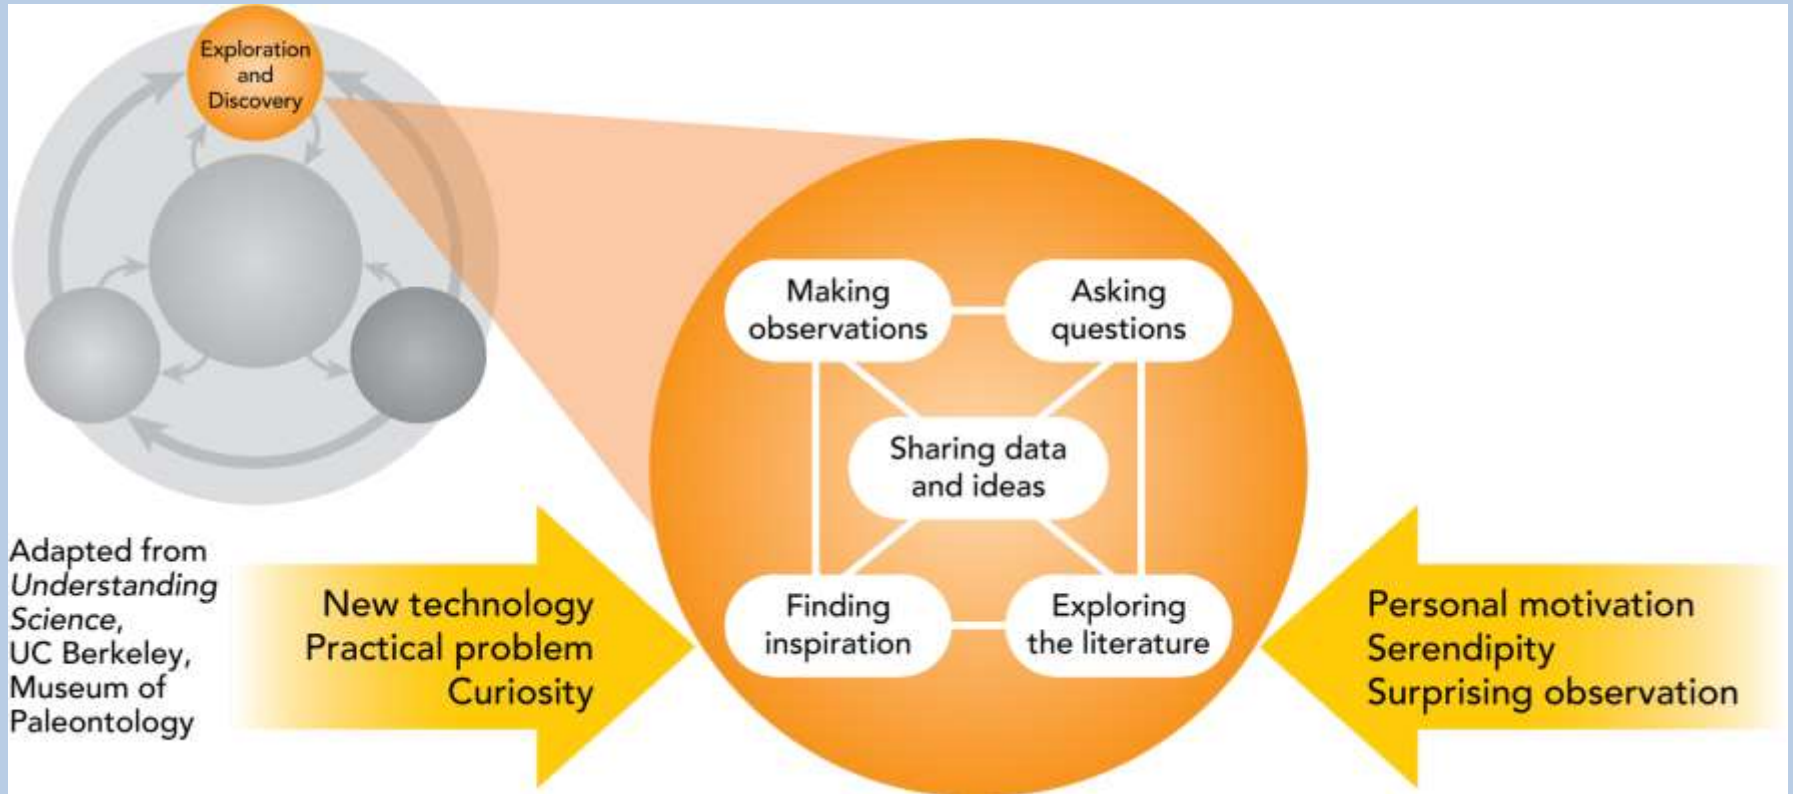 Exploration
and
Discovery
Making
observations
Asking
questions
Sharing data
and ideas
Finding
inspiration
Exploring
the literature
Adapted from
Understanding
Science,
UC Berkeley,
Museum of
Paleontology
New technology
Practical problem
Curiosity
Personal motivation
Serendipity
Surprising observation